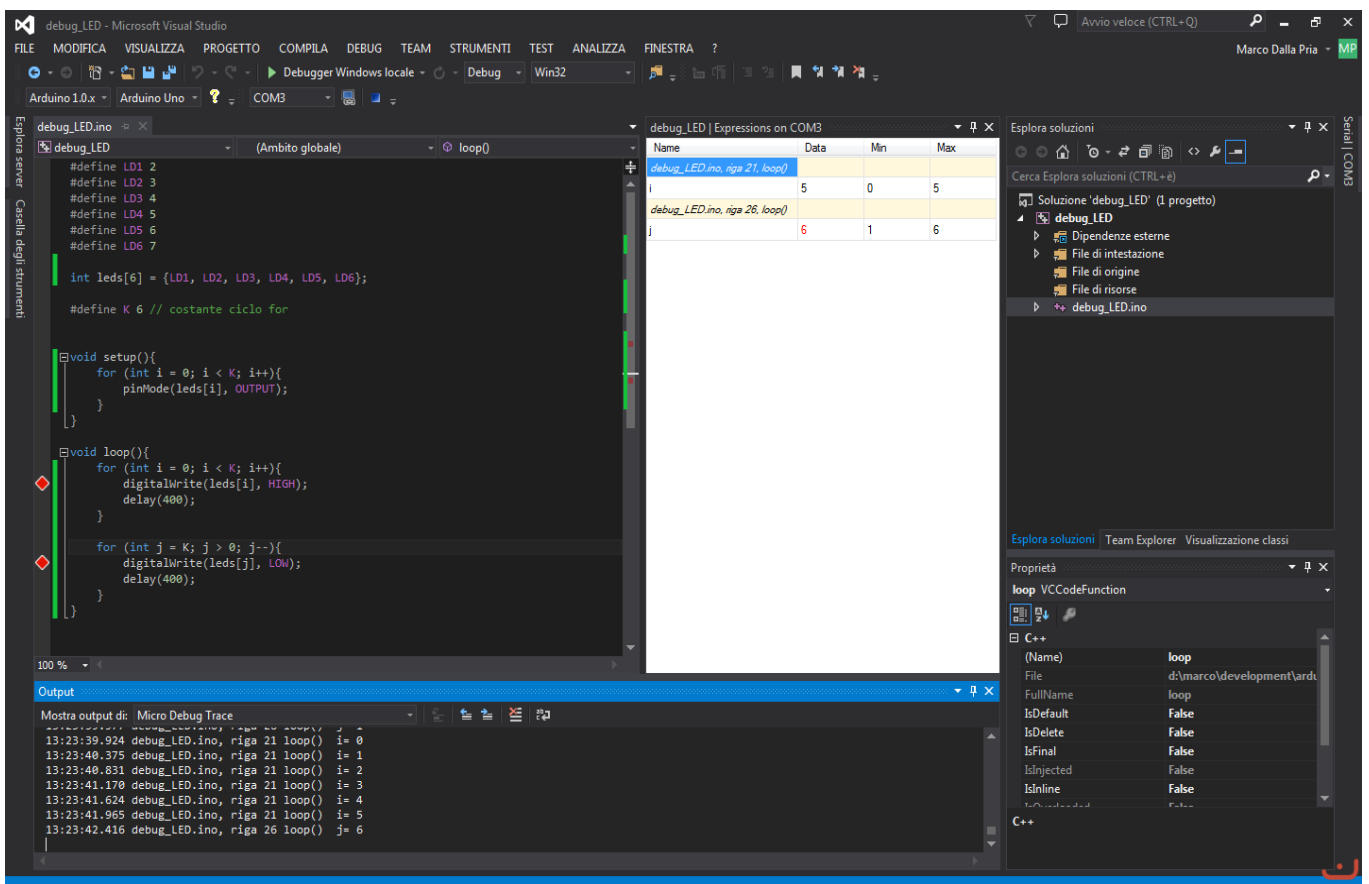 debug_LED - Microsoft Visual Studio
Avvio veloce (CTRL+Q)
FILE MODIFICA VISUALIZZA PROGETTO COMPILA DEBUG TEAM STRUMENTI TEST ANALIZZA FINESTRA ?
Marco Dalla Pria MP
Debugger Windows locale Debug Win32
Arduino 1.0.x Arduino Uno COM3
Esplora server
Casella degli strumenti
debug_LED.ino
debug_LED (Ambito globale) loop()
#define LD1 2
#define LD2 3
#define LD3 4
#define LD4 5
#define LD5 6
#define LD6 7
int leds[6] = {LD1, LD2, LD3, LD4, LD5, LD6};
#define K 6 // costante ciclo for
void setup(){
for (int i = 0; i < K; i++){
pinMode(leds[i], OUTPUT);
}
}
void loop(){
for (int i = 0; i < K; i++){
digitalWrite(leds[i], HIGH);
delay(400);
}
for (int j = K; j > 0; j--){
digitalWrite(leds[j], LOW);
delay(400);
}
}
100 %
debug_LED | Expressions on COM3
Name Data Min Max
debug_LED.ino, riga 21, loop()
i 5 0 5
debug_LED.ino, riga 26, loop()
j 6 1 6
Esplora soluzioni
Cerca Esplora soluzioni (CTRL+è)
Soluzione 'debug_LED' (1 progetto)
debug_LED
Dipendenze esterne
File di intestazione
File di origine
File di risorse
debug_LED.ino
Esplora soluzioni Team Explorer Visualizzazione classi
Serial | COM3
Proprietà
loop VCCodeFunction
C++
(Name) loop
File d:\marco\development\ardu
FullName loop
IsDefault False
IsDelete False
IsFinal False
IsInjected False
IsInline False
IsOverloaded False
C++
Output
Mostra output di: Micro Debug Trace
13:23:39.924 debug_LED.ino, riga 21 loop() i= 0
13:23:40.375 debug_LED.ino, riga 21 loop() i= 1
13:23:40.831 debug_LED.ino, riga 21 loop() i= 2
13:23:41.170 debug_LED.ino, riga 21 loop() i= 3
13:23:41.624 debug_LED.ino, riga 21 loop() i= 4
13:23:41.965 debug_LED.ino, riga 21 loop() i= 5
13:23:42.416 debug_LED.ino, riga 26 loop() j= 6